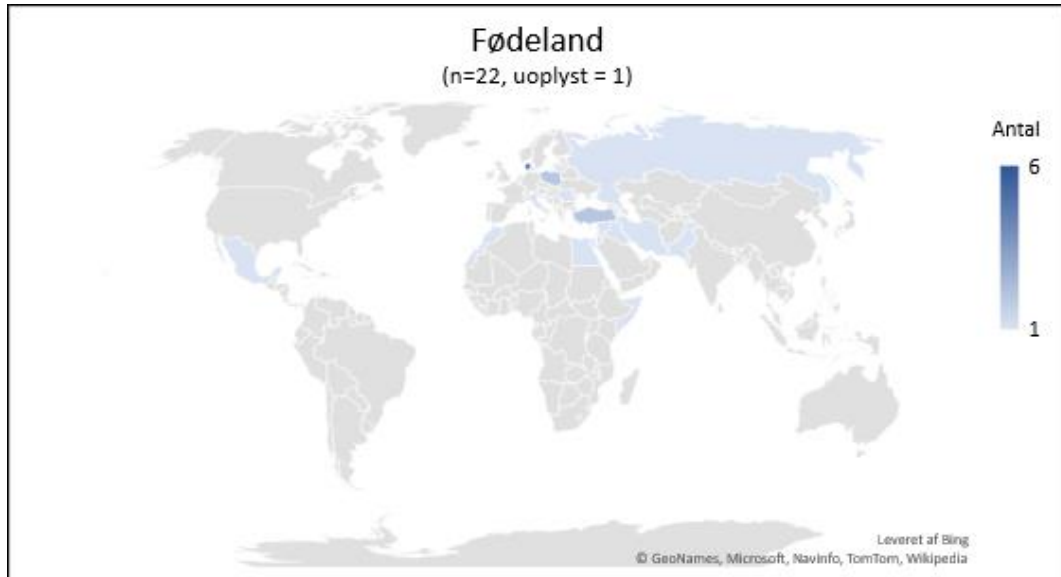 Fødeland
(n=22, uoplyst = 1)
Antal
6
1
Leveret af Bing
© GeoNames, Microsoft, NavInfo, TomTom, Wikipedia